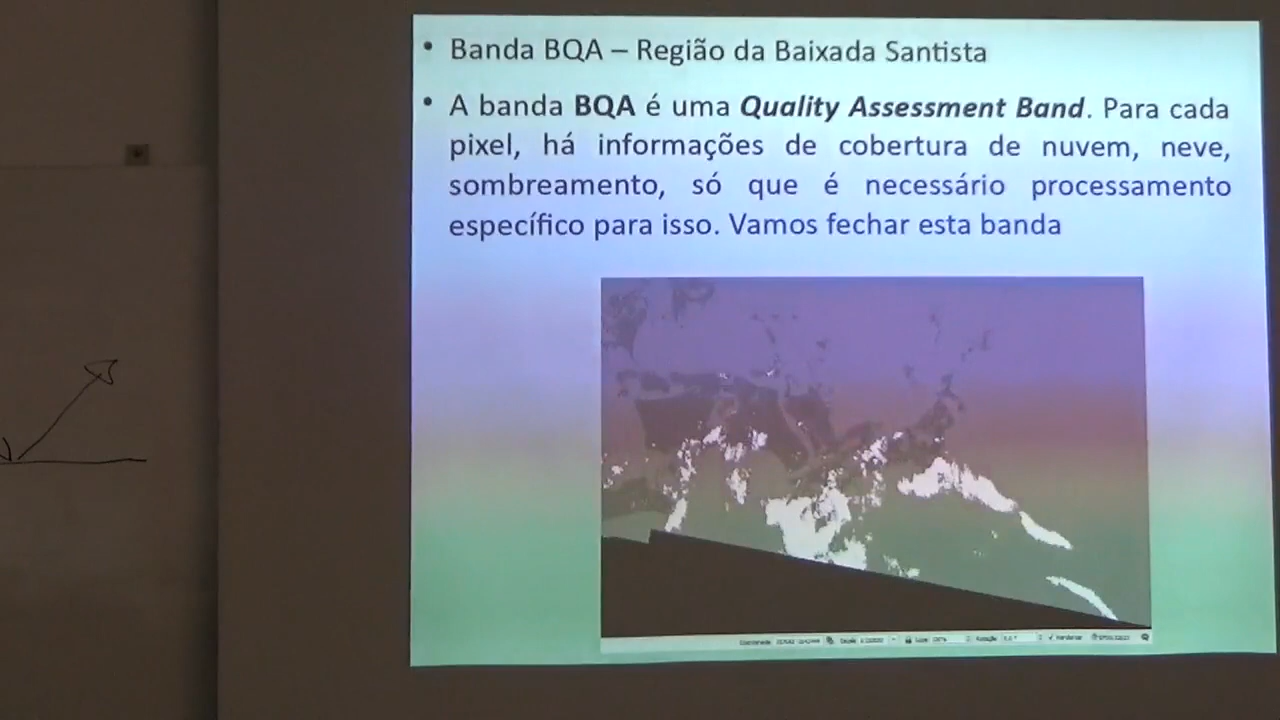 • Banda BQA – Região da Baixada Santista
• A banda BQA é uma Quality Assessment Band. Para cada
pixel, há informações de cobertura de nuvem, neve,
sombreamento, só que é necessário processamento
específico para isso. Vamos fechar esta banda